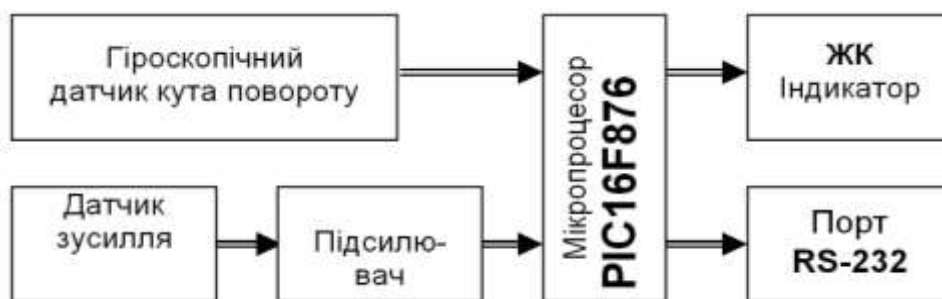 Гіроскопічний
датчик кута повороту
Датчик
зусилля
Підсилю-
вач
Мікропроцесор
PIC16F876
ЖК
Індикатор
Порт
RS-232